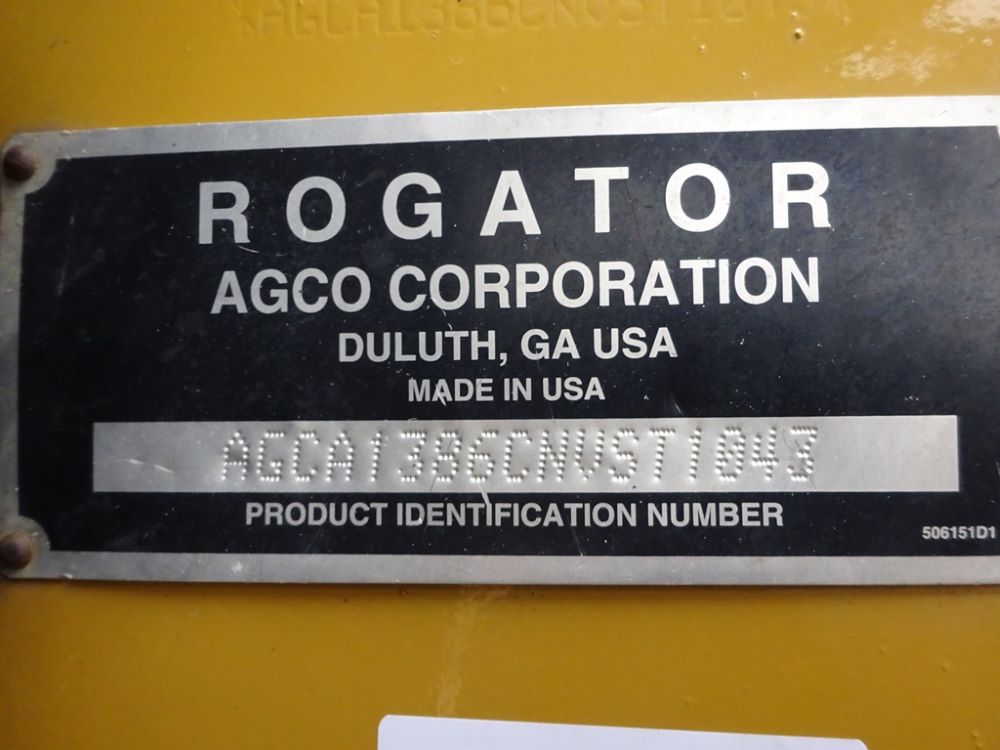 ROGATOR
AGCO CORPORATION
DULUTH, GA USA
MADE IN USA
AGCA1386CNVST1043
PRODUCT IDENTIFICATION NUMBER
506151D1